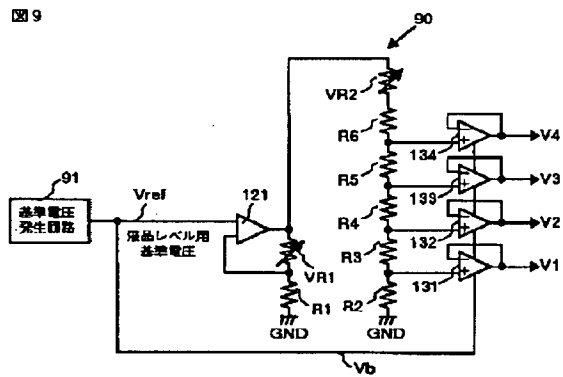 図9
90
VR2
R6
134
V4
R5
133
V3
91
Vref
121
基準電圧
発生回路
液晶レベル用
基準電圧
R4
132
V2
VR1
R3
131
V1
R1
R2
GND
GND
Vb